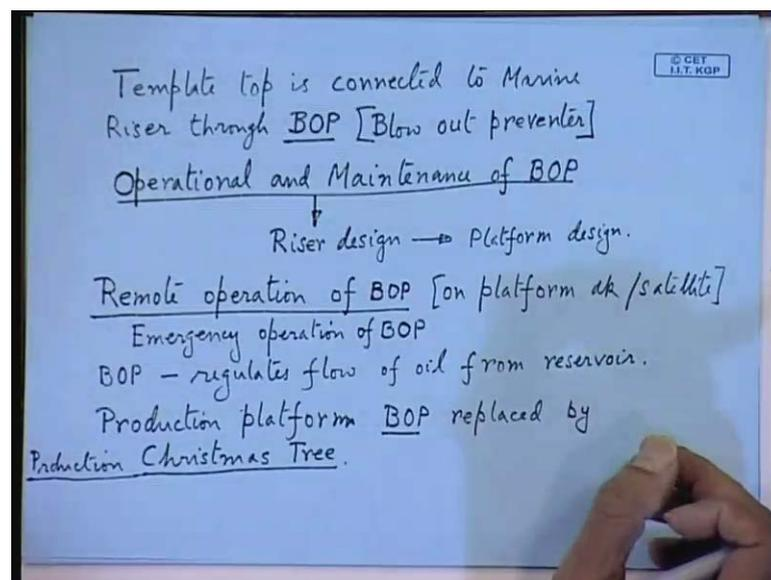 © CET
I.I.T. KGP
Template top is connected to Marine
Riser through BOP [Blow out preventer]
Operational and Maintenance of BOP
Riser design → Platform design.
Remote operation of BOP [on platform dk/satellite]
Emergency operation of BOP
BOP – regulates flow of oil from reservoir.
Production platform BOP replaced by
Production Christmas Tree.